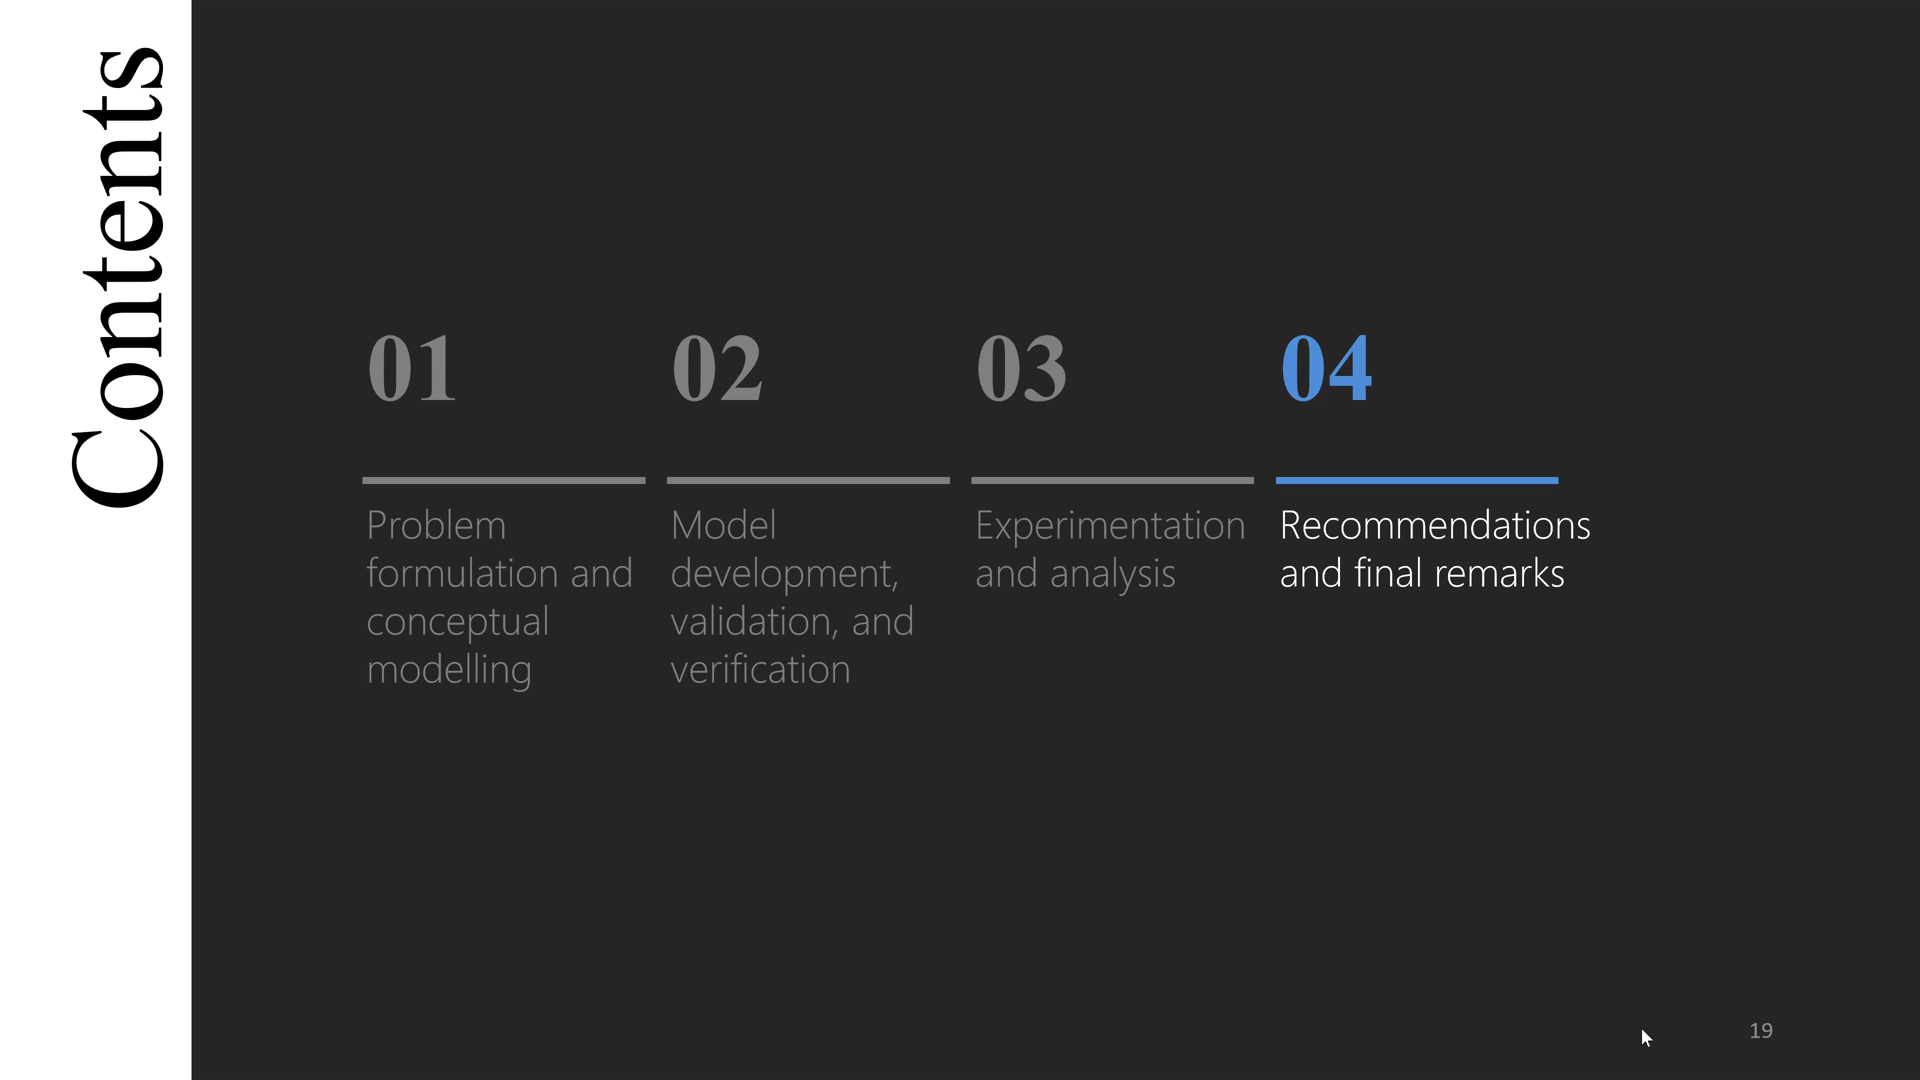 Contents
01
Problem
formulation and
conceptual
modelling
02
Model
development,
validation, and
verification
03
Experimentation
and analysis
04
Recommendations
and final remarks
19